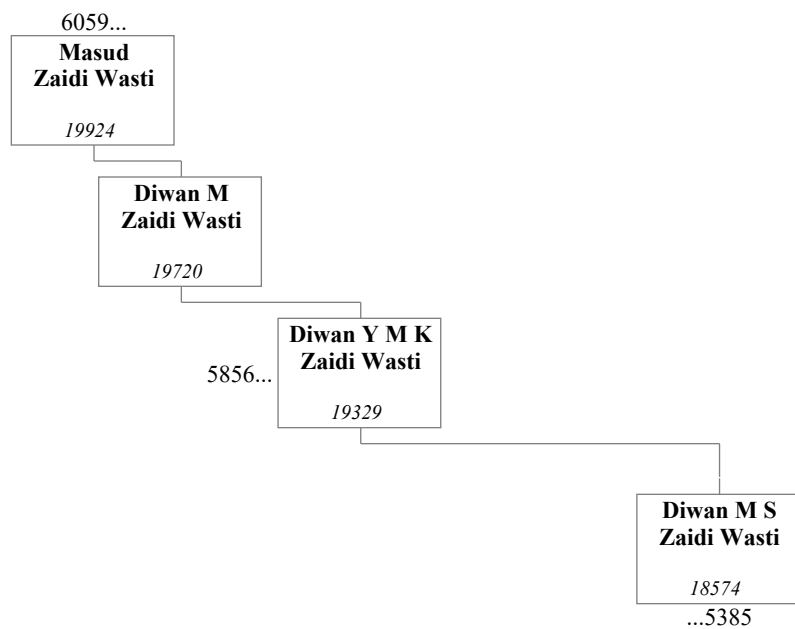 6059...
Masud
Zaidi Wasti
19924
Diwan M
Zaidi Wasti
19720
Diwan Y M K
Zaidi Wasti
5856...
19329
Diwan M S
Zaidi Wasti
18574
...5385